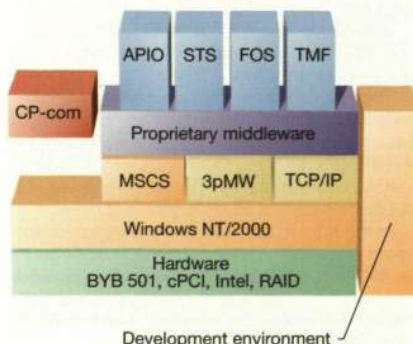 APIO STS FOS TMF
CP-com
Proprietary middleware
MSCS 3pMW TCP/IP
Windows NT/2000
Hardware
BYB 501, cPCI, Intel, RAID
Development environment